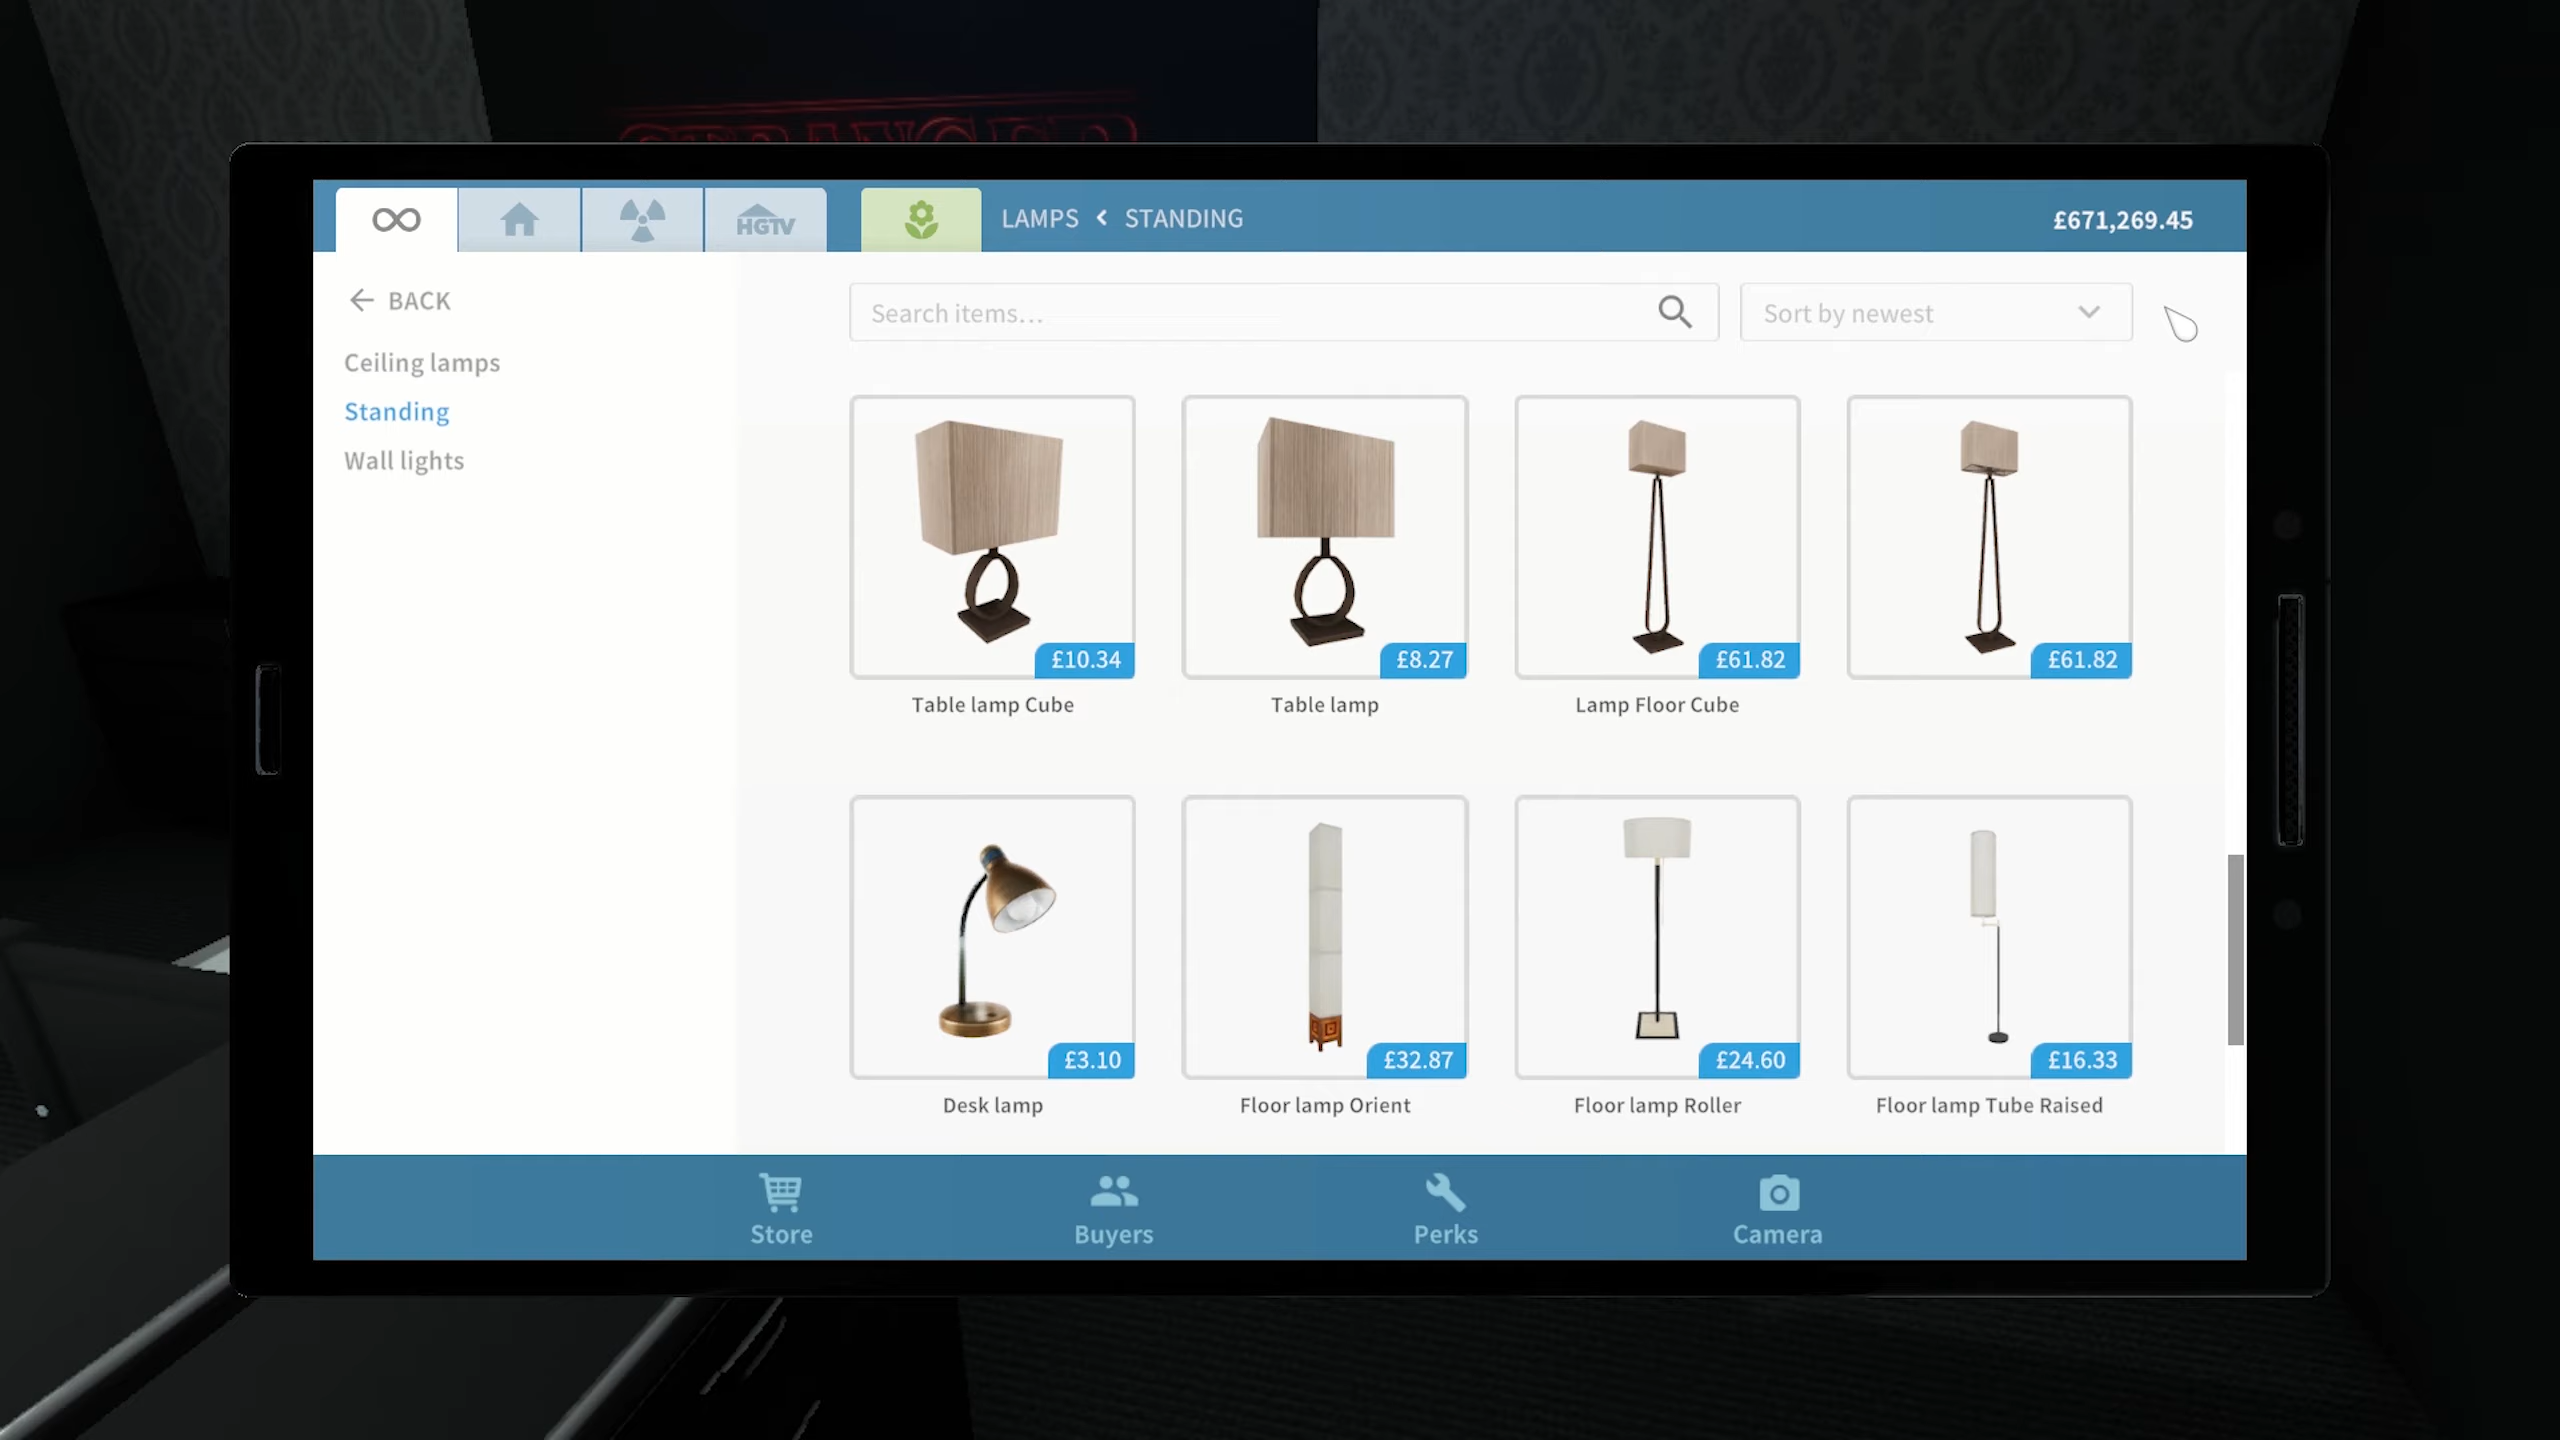 STRANGER
HGTV
LAMPS < STANDING
£671,269.45
BACK
Ceiling lamps
Standing
Wall lights
Search items...
Sort by newest
£10.34
£8.27
£61.82
£61.82
Table lamp Cube
Table lamp
Lamp Floor Cube
£3.10
£32.87
£24.60
£16.33
Desk lamp
Floor lamp Orient
Floor lamp Roller
Floor lamp Tube Raised
Store
Buyers
Perks
Camera